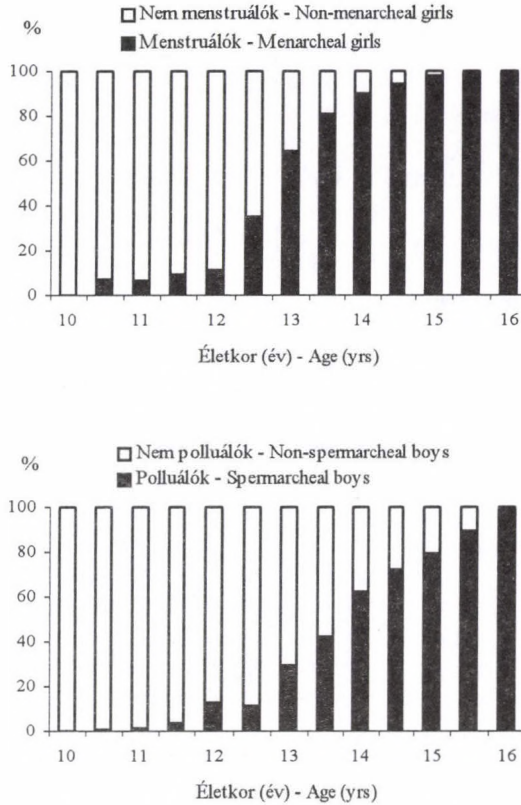 Nem menstruálók - Non-menarcheal girls
% Menstruálók - Menarcheal girls
100
80
60
40
20
0
10 11 12 13 14 15 16
Életkor (év) - Age (yrs)
Nem polluálók - Non-spermarcheal boys
% Polluálók - Spermarcheal boys
100
80
60
40
20
0
10 11 12 13 14 15 16
Életkor (év) - Age (yrs)